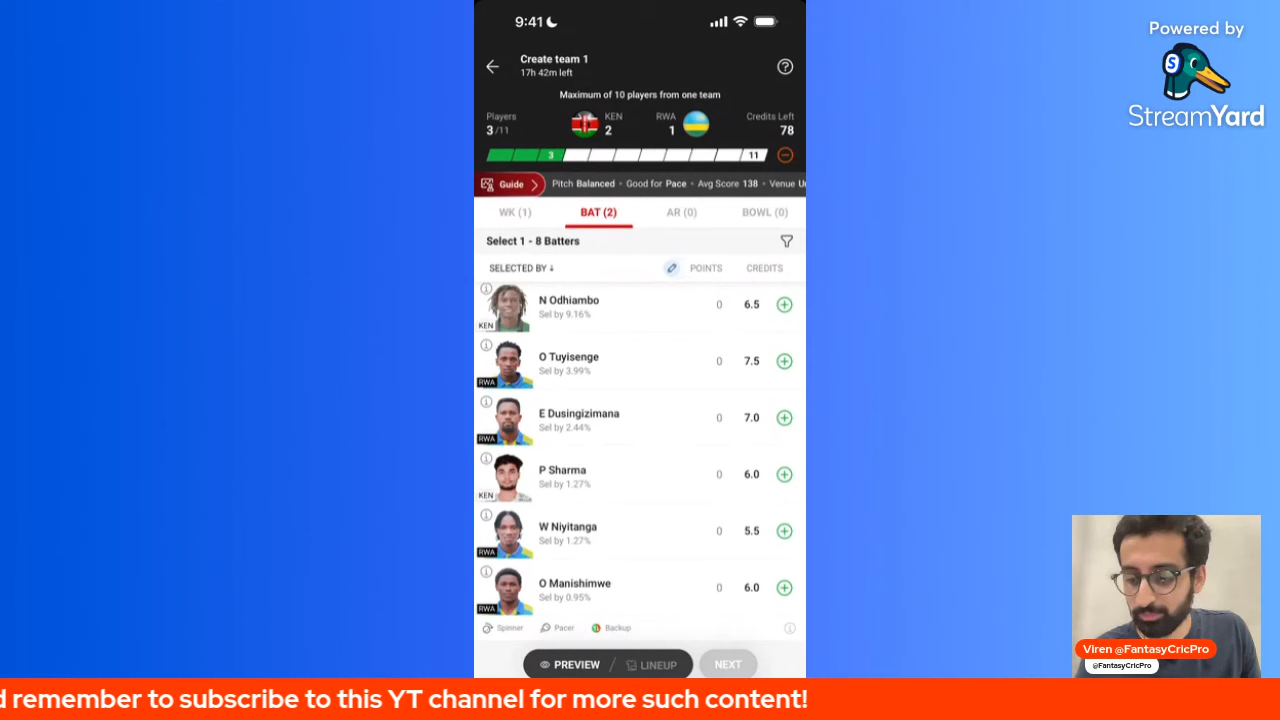 9:41
Powered by
StreamYard
Create team 1
17h 42m left
Maximum of 10 players from one team
Players
3/11
KEN
2
RWA
1
Credits Left
78
3
11
Guide
Pitch Balanced • Good for Pace • Avg Score 138 • Venue U
WK (1)
BAT (2)
AR (0)
BOWL (0)
Select 1 - 8 Batters
SELECTED BY ↓
POINTS
CREDITS
N Odhiambo
Sel by 9.16%
KEN
0
6.5
O Tuyisenge
Sel by 3.99%
RWA
0
7.5
E Dusingizimana
Sel by 2.44%
RWA
0
7.0
P Sharma
Sel by 1.27%
KEN
0
6.0
W Niyitanga
Sel by 1.27%
RWA
0
5.5
O Manishimwe
Sel by 0.95%
RWA
0
6.0
Spinner
Pacer
Backup
PREVIEW / LINEUP
NEXT
Viren @FantasyCricPro
@FantasyCricPro
d remember to subscribe to this YT channel for more such content!